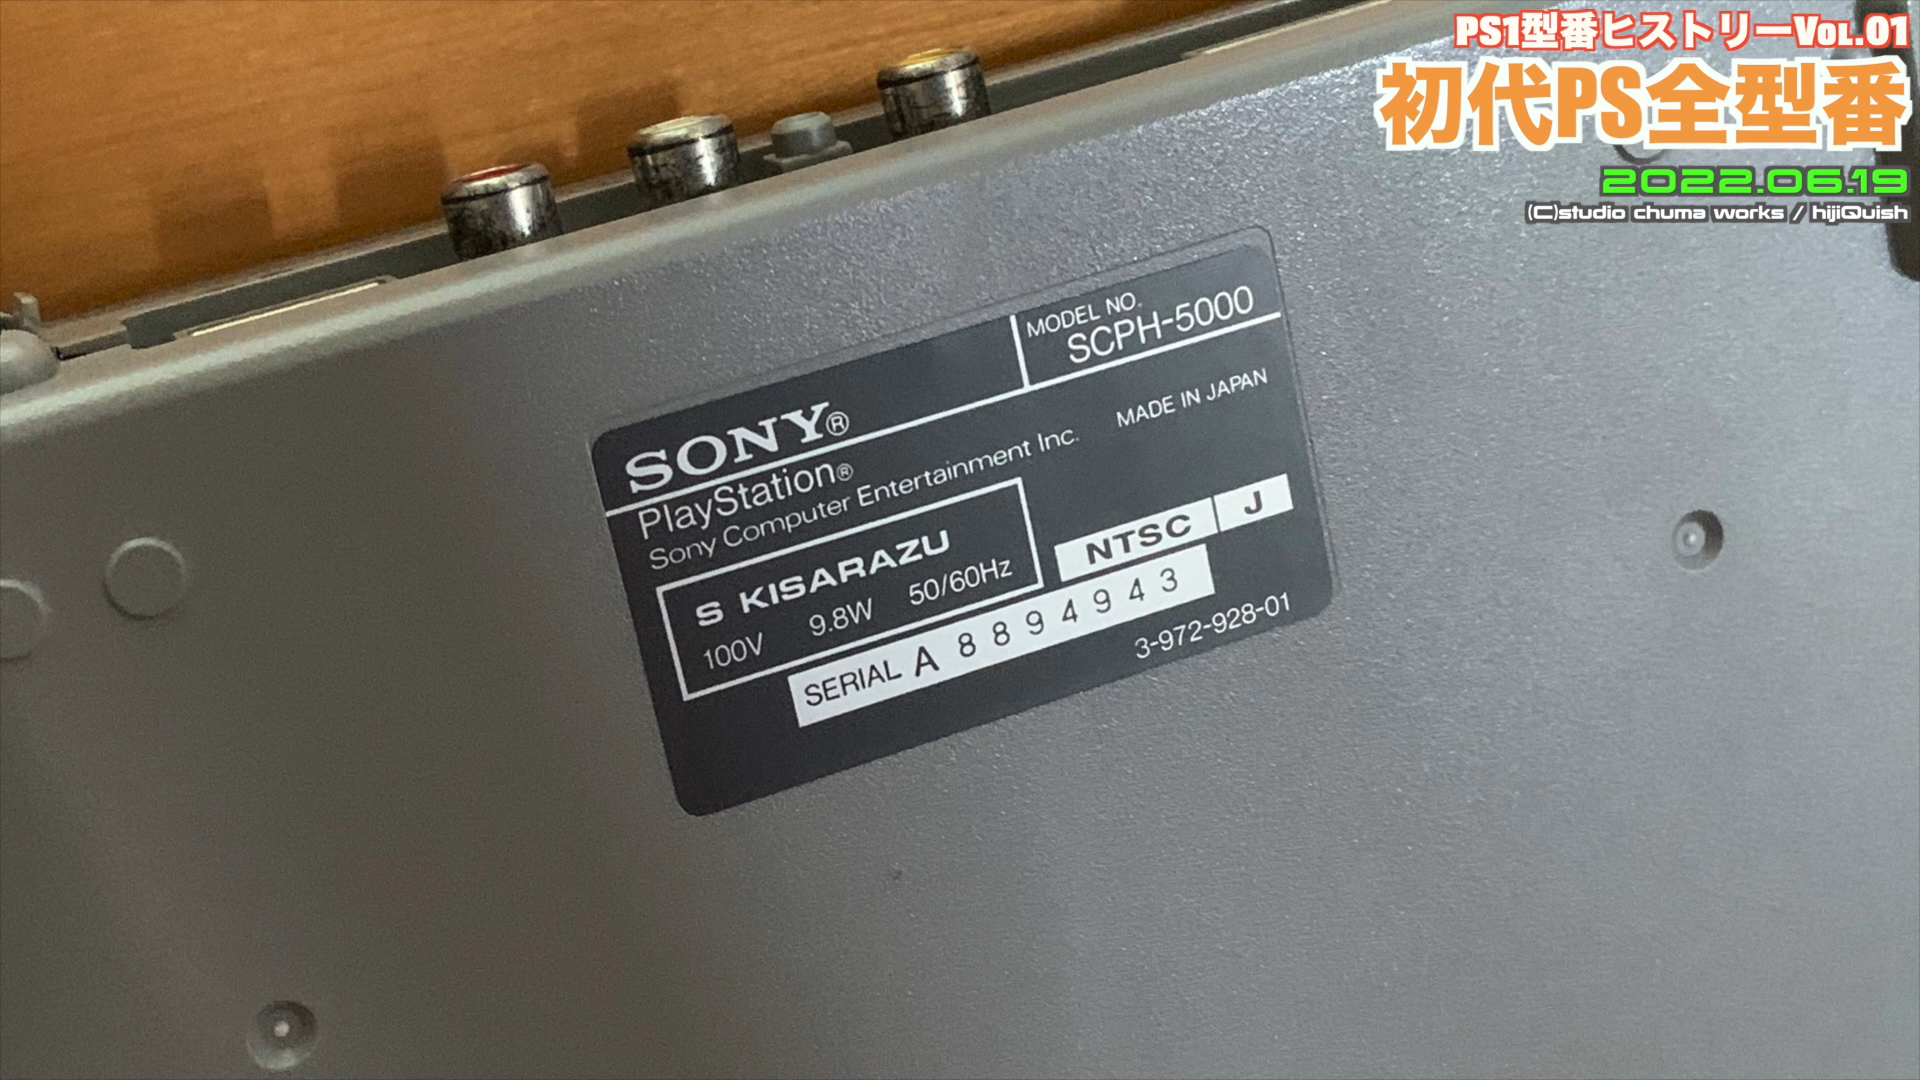 PS1型番ヒストリーVol.01
初代PS全型番
2022.06.19
(C)studio chuma works / hijiQuish
MODEL NO.
SCPH-5000
SONY®
PlayStation®
Sony Computer Entertainment Inc.
MADE IN JAPAN
S KISARAZU
100V 9.8W 50/60Hz
NTSC J
SERIAL A 8894943
3-972-928-01